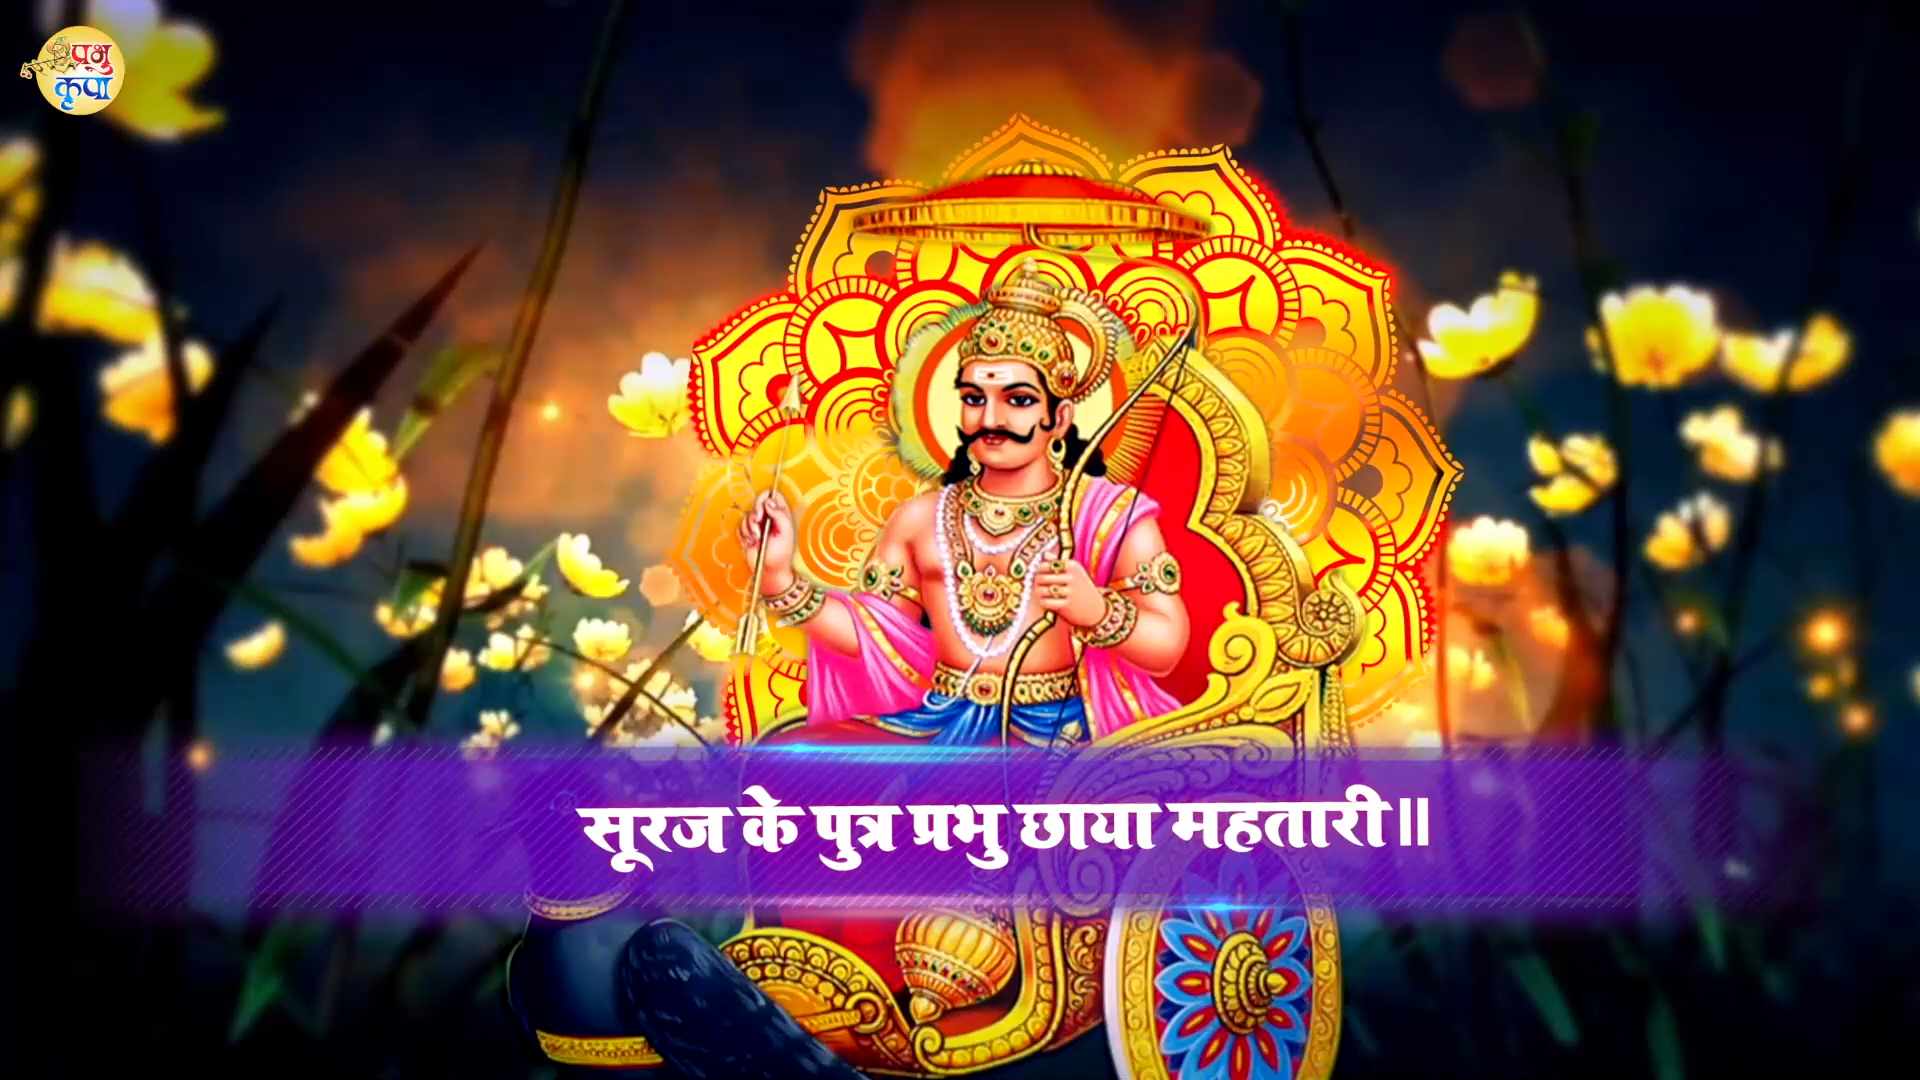 प्रभु
कृपा
सूरज के पुत्र प्रभु छाया महतारी॥